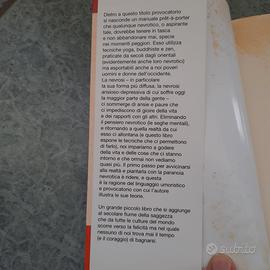 Dietro a questo titolo provocatorio
si nasconde un manuale prêt-à-porter
che qualunque nevrotico, o aspirante
tale, dovrebbe tenere in tasca
e non abbandonare mai, specie
nei momenti peggiori. Esso utilizza
tecniche yoga, buddhiste e zen,
praticate da secoli dagli orientali
(evidentemente anche loro nevrotici)
ma esportabili anche a noi poveri
uomini e donne dell'occidente.
La nevrosi – in particolare
la sua forma più diffusa, la nevrosi
ansioso-depressiva di cui soffre oggi
la maggior parte della gente –
ci sommerge di ansie e paure che
ci impediscono di gioire della vita
e dei rapporti con gli altri. Eliminando
il pensiero nevrotico (le seghe mentali),
e ritornando a quella realtà da cui
esso ci allontana (e questo libro
espone le tecniche che ci permettono
di farlo), noi impariamo a godere
della vita e delle cose che ci stanno
intorno e che ormai non vediamo
quasi più. Il primo passo per avvicinarsi
alla realtà e piantarla con la paranoia
nevrotica è ridere, e questa
è la ragione del linguaggio umoristico
e provocatorio con cui l'autore
illustra le sue teorie.
Un grande piccolo libro che si aggiunge
al secolare fiume della saggezza
che da tutte le culture del mondo
scorre verso la felicità ma nel quale
nessuno di noi trova mai il tempo
(e il coraggio) di bagnarsi.
subito